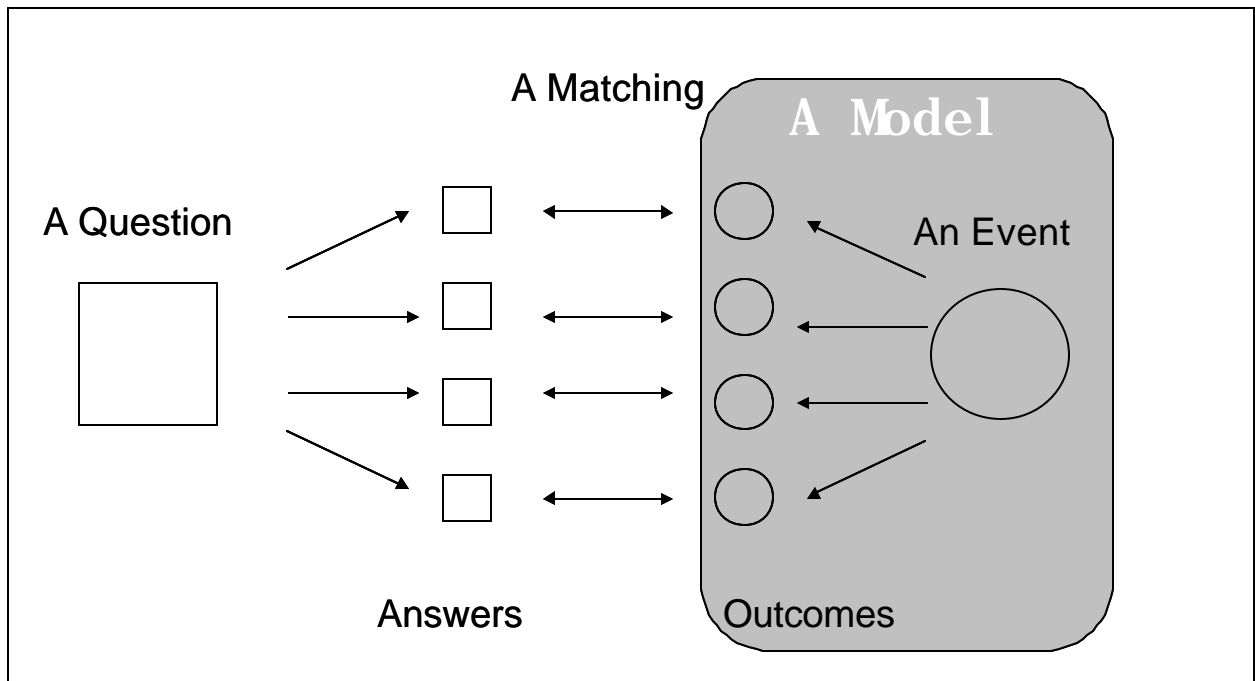 A Matching
A Model
A Question
An Event
Answers
Outcomes